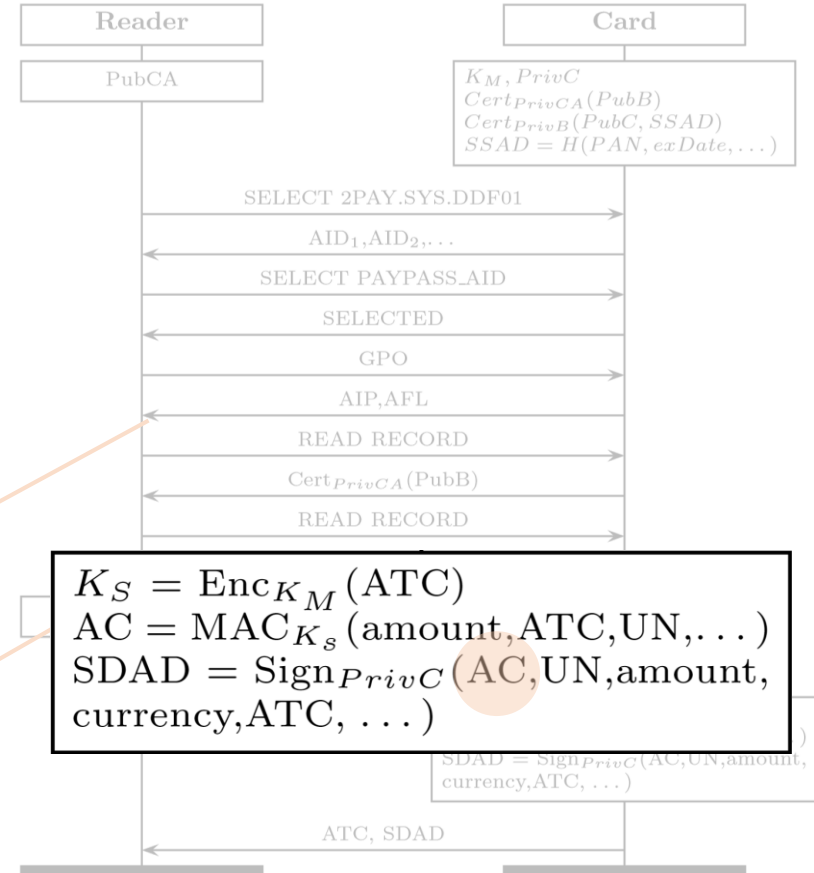 Reader
Card
PubCA
K_M, PrivC
Cert_PrivCA(PubB)
Cert_PrivB(PubC, SSAD)
SSAD = H(PAN, exDate, ...)
SELECT 2PAY.SYS.DDF01
AID₁,AID₂,...
SELECT PAYPASS_AID
SELECTED
GPO
AIP,AFL
READ RECORD
Cert_PrivCA(PubB)
READ RECORD
K_S = Enc_K_M(ATC)
AC = MAC_K_s(amount,ATC,UN,...)
SDAD = Sign_PrivC(AC,UN,amount,
currency,ATC, ...)
)
SDAD = Sign_PrivC(AC,UN,amount,
currency,ATC, ...)
ATC, SDAD